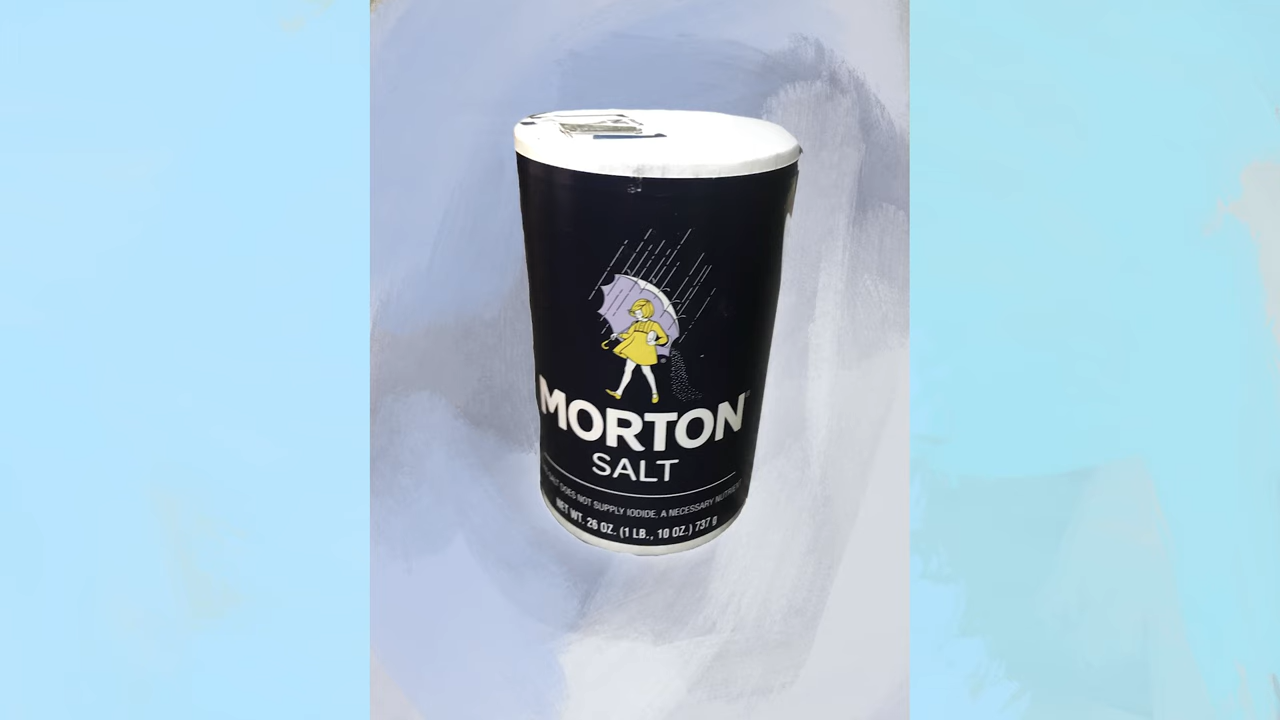 MORTON®
SALT
SALT DOES NOT SUPPLY IODIDE, A NECESSARY NUTRIENT
NET WT. 26 OZ. (1 LB., 10 OZ.) 737 g